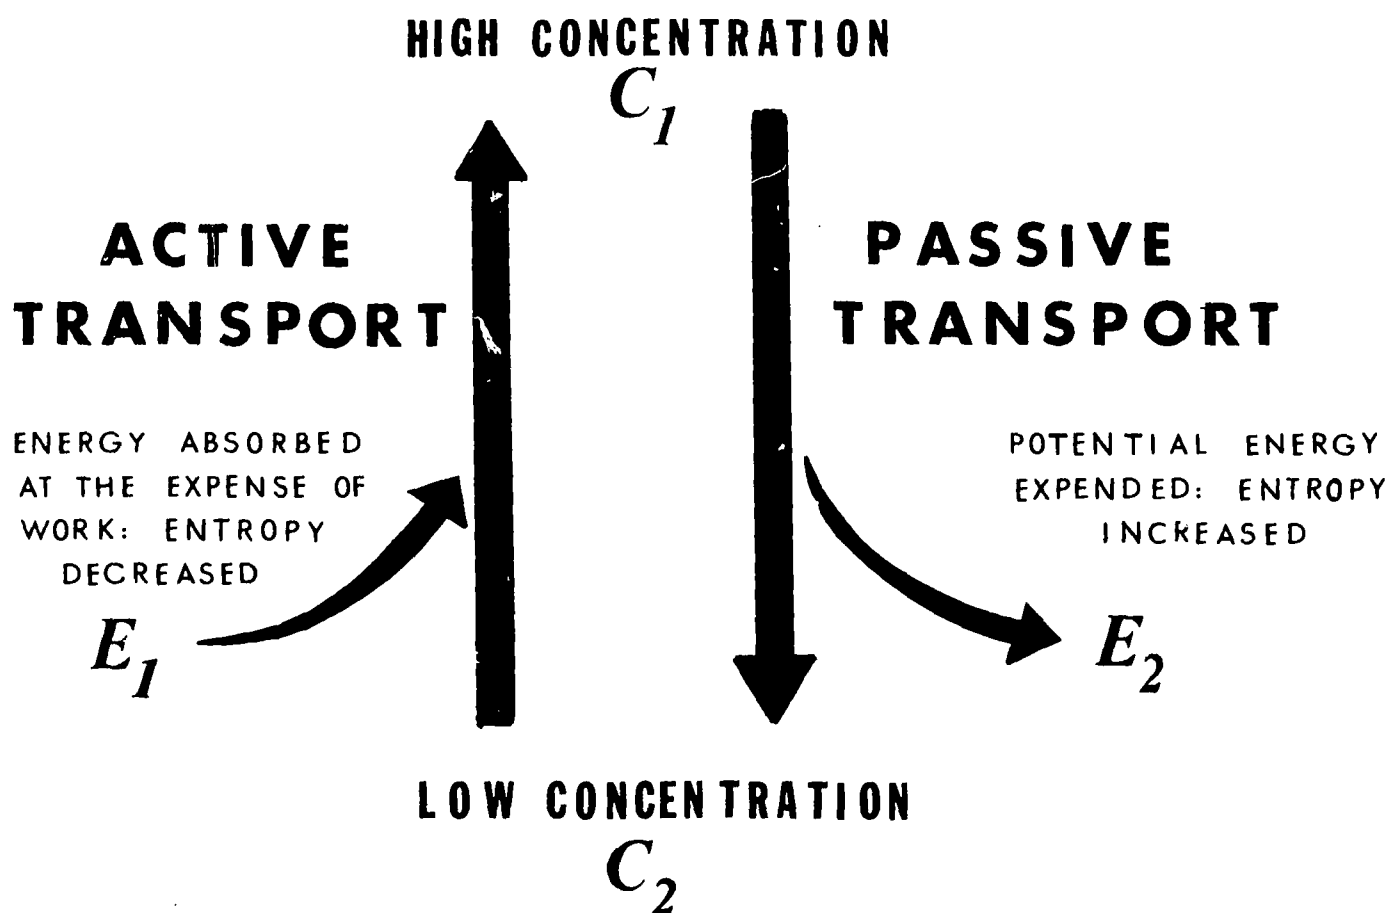 HIGH CONCENTRATION
C1
ACTIVE
TRANSPORT
PASSIVE
TRANSPORT
ENERGY ABSORBED
AT THE EXPENSE OF
WORK: ENTROPY
DECREASED
E1
POTENTIAL ENERGY
EXPENDED: ENTROPY
INCREASED
E2
LOW CONCENTRATION
C2